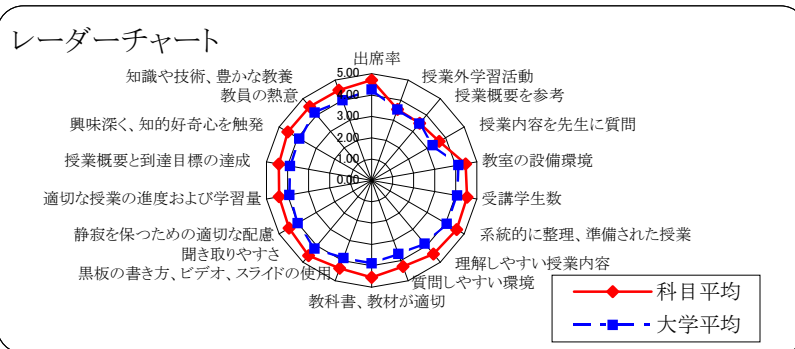 レーダーチャート
出席率
授業外学習活動
授業概要を参考
授業内容を先生に質問
教室の設備環境
受講学生数
系統的に整理、準備された授業
理解しやすい授業内容
質問しやすい環境
教科書、教材が適切
黒板の書き方、ビデオ、スライドの使用
聞き取りやすさ
静寂を保つための適切な配慮
適切な授業の進度および学習量
授業概要と到達目標の達成
興味深く、知的好奇心を触発
教員の熱意
知識や技術、豊かな教養
5.00
4.00
3.00
2.00
1.00
0.00
科目平均
大学平均